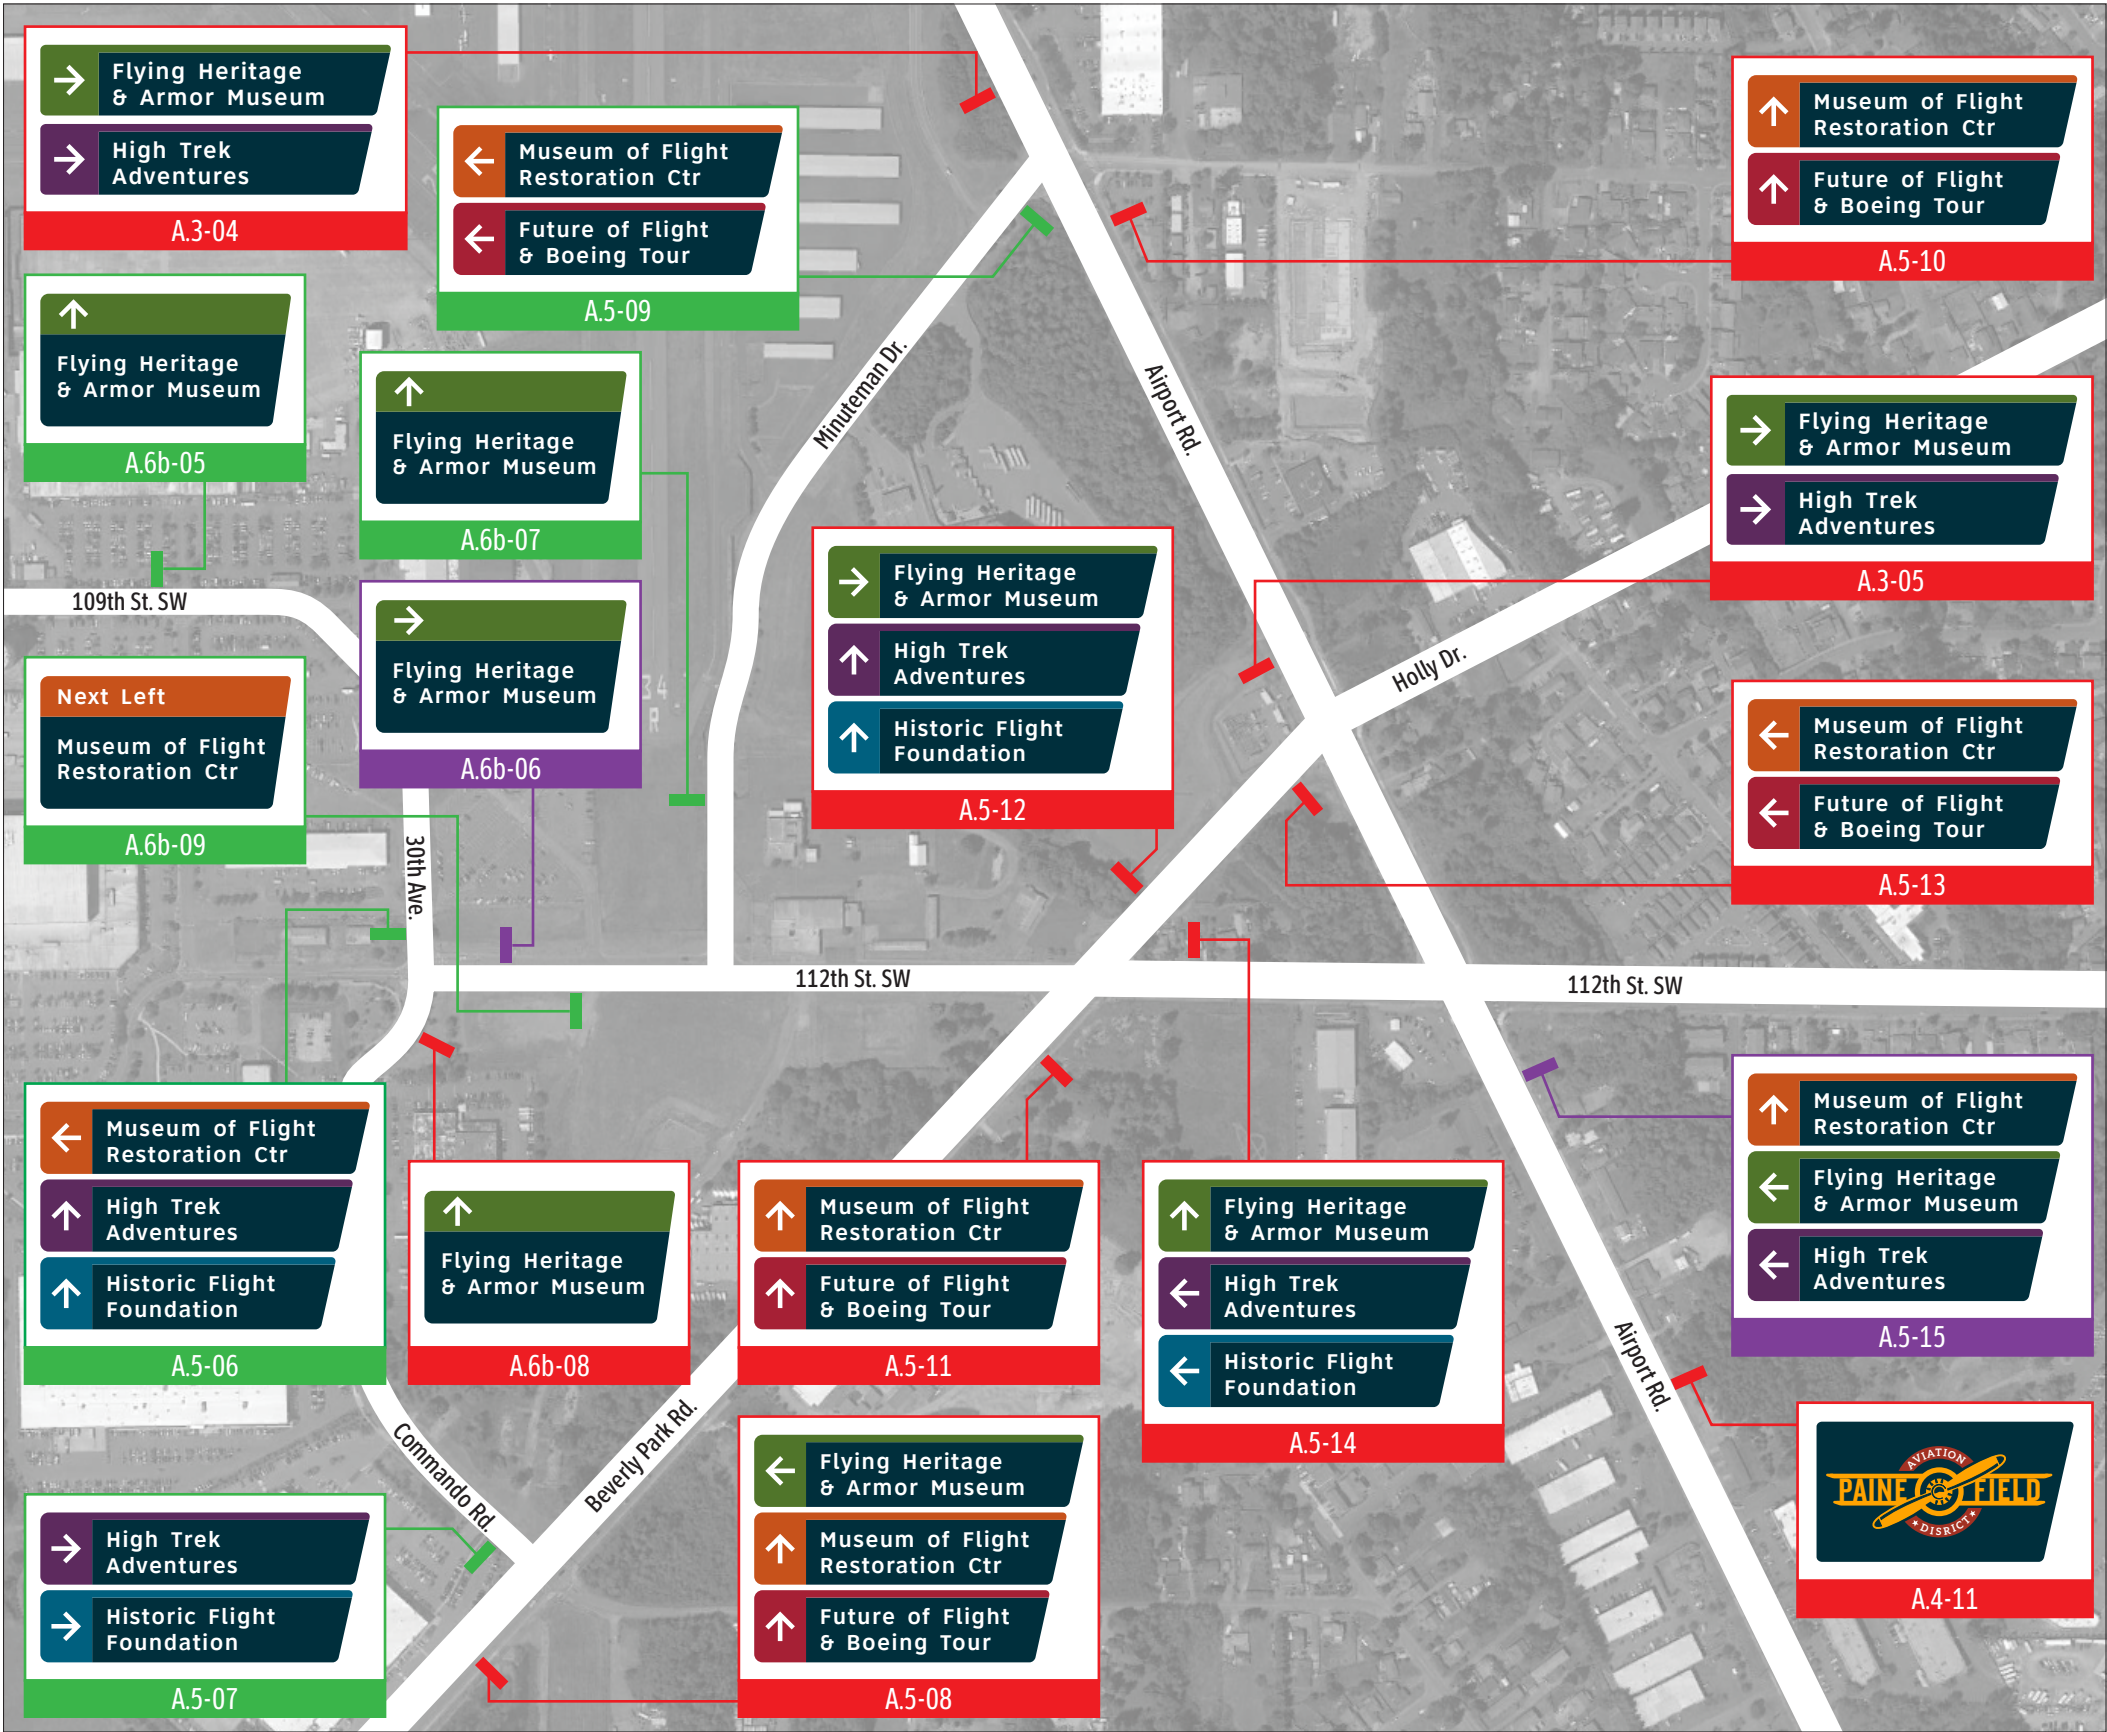 Flying Heritage
& Armor Museum
High Trek
Adventures
A.3-04
Museum of Flight
Restoration Ctr
Future of Flight
& Boeing Tour
A.5-09
Museum of Flight
Restoration Ctr
Future of Flight
& Boeing Tour
A.5-10
Flying Heritage
& Armor Museum
A.6b-05
Flying Heritage
& Armor Museum
A.6b-07
Minuteman Dr.
Airport Rd.
Flying Heritage
& Armor Museum
High Trek
Adventures
A.3-05
109th St. SW
Flying Heritage
& Armor Museum
A.6b-06
Flying Heritage
& Armor Museum
High Trek
Adventures
Historic Flight
Foundation
A.5-12
Holly Dr.
Next Left
Museum of Flight
Restoration Ctr
A.6b-09
34
R
30th Ave.
Museum of Flight
Restoration Ctr
Future of Flight
& Boeing Tour
A.5-13
112th St. SW
112th St. SW
Museum of Flight
Restoration Ctr
High Trek
Adventures
Historic Flight
Foundation
A.5-06
Flying Heritage
& Armor Museum
A.6b-08
Museum of Flight
Restoration Ctr
Future of Flight
& Boeing Tour
A.5-11
Flying Heritage
& Armor Museum
High Trek
Adventures
Historic Flight
Foundation
A.5-14
Museum of Flight
Restoration Ctr
Flying Heritage
& Armor Museum
High Trek
Adventures
A.5-15
Airport Rd.
Commando Rd.
Beverly Park Rd.
High Trek
Adventures
Historic Flight
Foundation
A.5-07
Flying Heritage
& Armor Museum
Museum of Flight
Restoration Ctr
Future of Flight
& Boeing Tour
A.5-08
AVIATION
PAINE FIELD
DISRICT
A.4-11